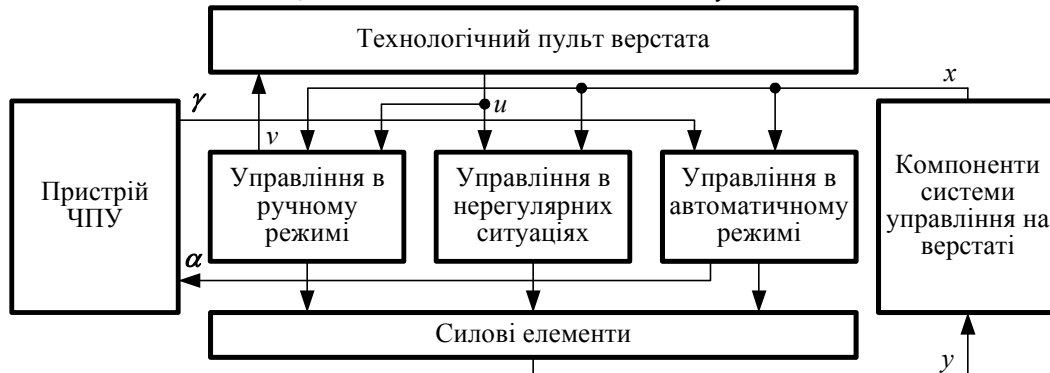 Технологічний пульт верстата
x
γ
u
v
Пристрій
ЧПУ
Управління в
ручному
режимі
Управління в
нерегулярних
ситуаціях
Управління в
автоматичному
режимі
Компоненти
системи
управління на
верстаті
α
Силові елементи
y